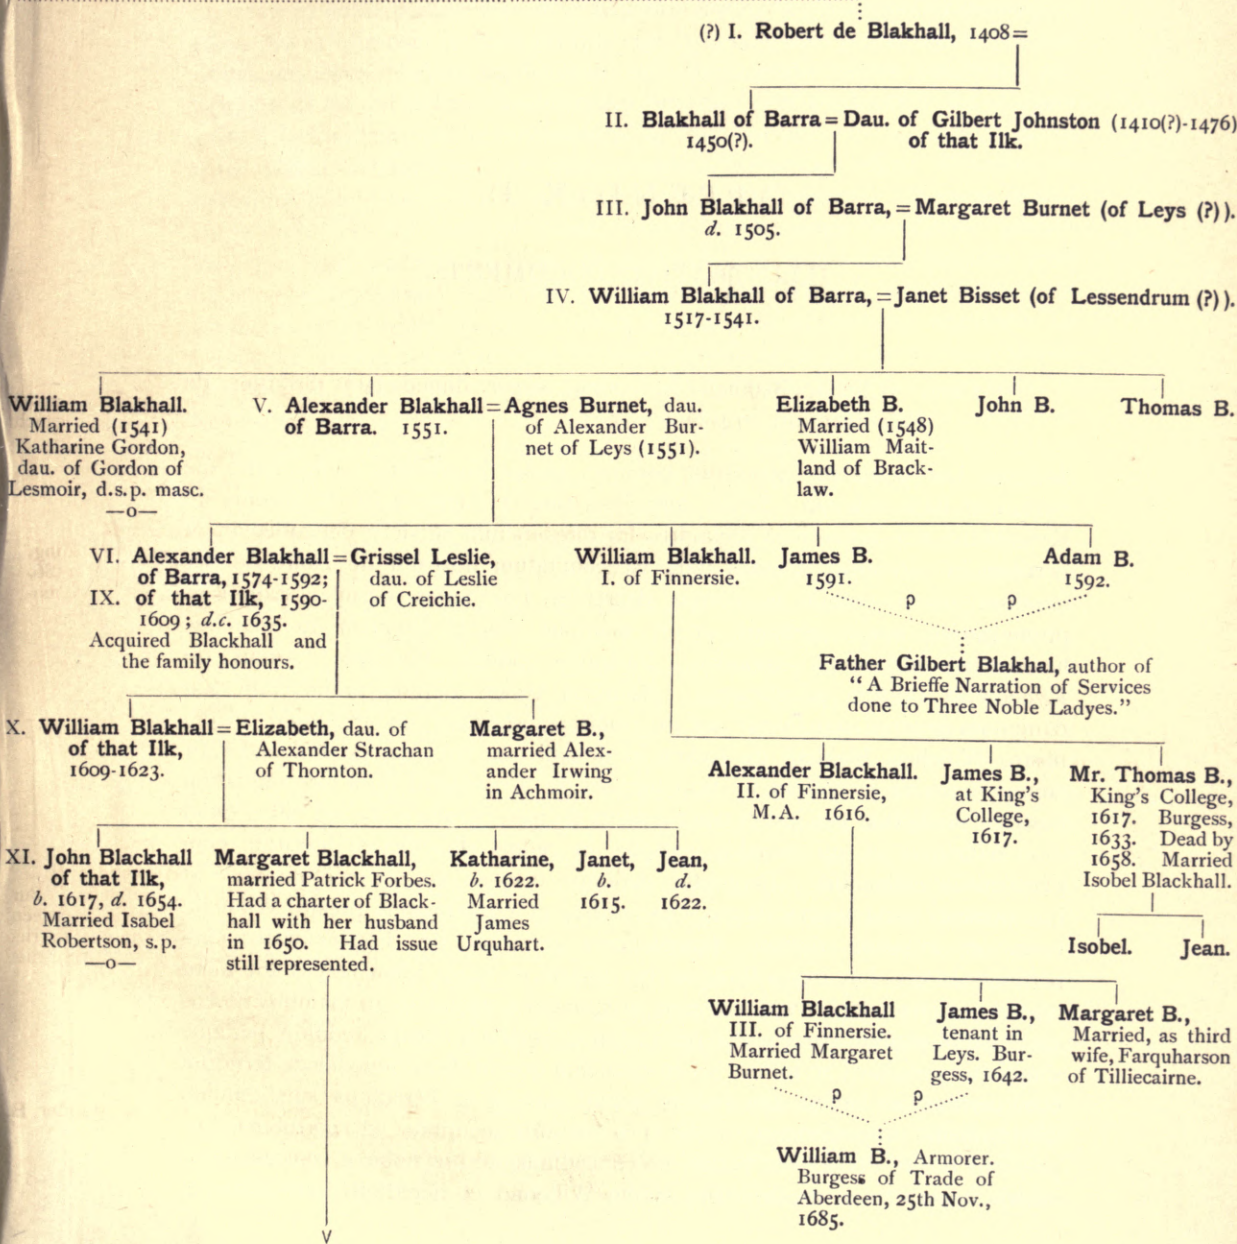 (?) I. Robert de Blakhall, 1408=
II. Blakhall of Barra = Dau. of Gilbert Johnston (1410(?)-1476)
1450(?).
of that Ilk.
III. John Blakhall of Barra, = Margaret Burnet (of Leys (?)).
d. 1505.
IV. William Blakhall of Barra, = Janet Bisset (of Lessendrum (?)).
1517-1541.
William Blakhall.
Married (1541)
Katharine Gordon,
dau. of Gordon of
Lesmoir, d.s.p. masc.
—o—
V. Alexander Blakhall =
of Barra. 1551.
Agnes Burnet, dau.
of Alexander Bur-
net of Leys (1551).
Elizabeth B.
Married (1548)
William Mait-
land of Brack-
law.
John B.
Thomas B.
VI. Alexander Blakhall =
of Barra, 1574-1592;
IX. of that Ilk, 1590-
1609; d.c. 1635.
Acquired Blackhall and
the family honours.
Grissel Leslie,
dau. of Leslie
of Creichie.
William Blakhall.
I. of Finnersie.
James B.
1591.
Adam B.
1592.
P P
Father Gilbert Blakhal, author of
"A Brieffe Narration of Services
done to Three Noble Ladyes."
X. William Blakhall =
of that Ilk,
1609-1623.
Elizabeth, dau. of
Alexander Strachan
of Thornton.
Margaret B.,
married Alex-
ander Irwing
in Achmoir.
Alexander Blackhall.
II. of Finnersie,
M.A. 1616.
James B.,
at King's
College,
1617.
Mr. Thomas B.,
King's College,
1617. Burgess,
1633. Dead by
1658. Married
Isobel Blackhall.
Isobel. Jean.
XI. John Blackhall
of that Ilk,
b. 1617, d. 1654.
Married Isabel
Robertson, s.p.
—o—
Margaret Blackhall,
married Patrick Forbes.
Had a charter of Black-
hall with her husband
in 1650. Had issue
still represented.
Katharine,
b. 1622.
Married
James
Urquhart.
Janet,
b.
1615.
Jean,
d.
1622.
William Blackhall
III. of Finnersie.
Married Margaret
Burnet.
James B.,
tenant in
Leys. Bur-
gess, 1642.
Margaret B.,
Married, as third
wife, Farquharson
of Tilliecairne.
P P
William B., Armorer.
Burgess of Trade of
Aberdeen, 25th Nov.,
1685.